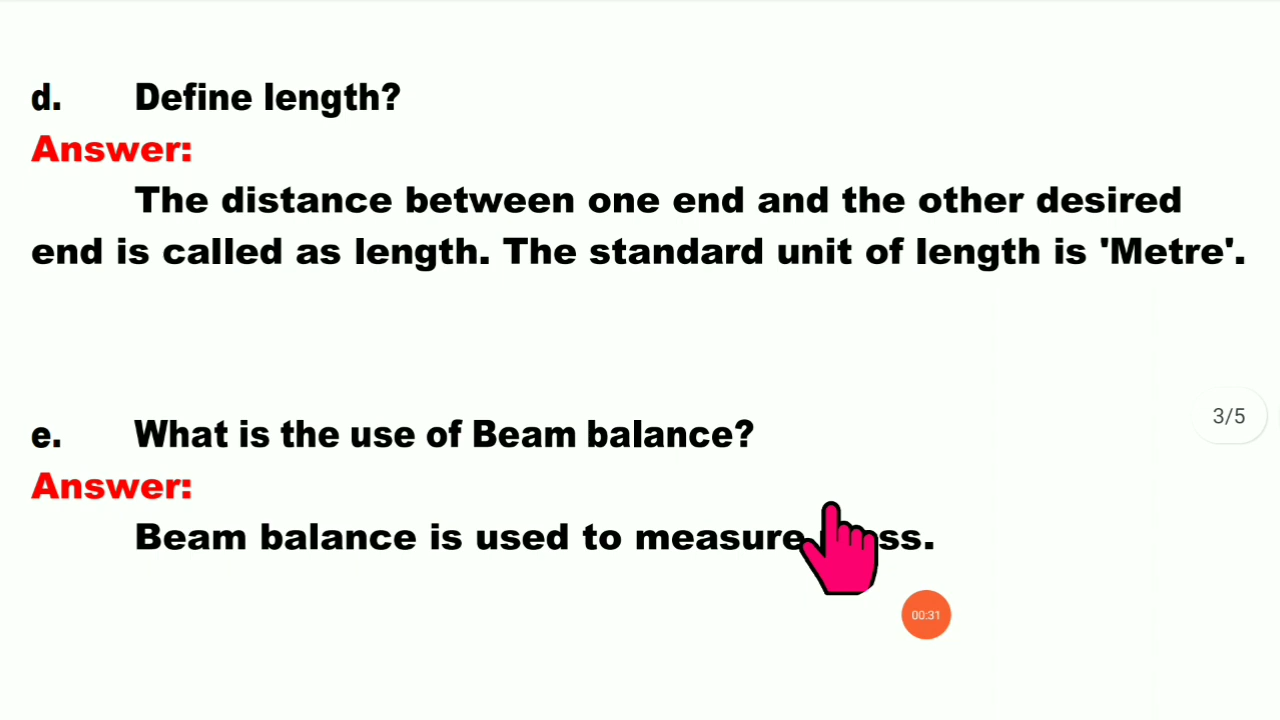 d. Define length?
Answer:
The distance between one end and the other desired
end is called as length. The standard unit of length is 'Metre'.
3/5
e. What is the use of Beam balance?
Answer:
Beam balance is used to measure
00:31